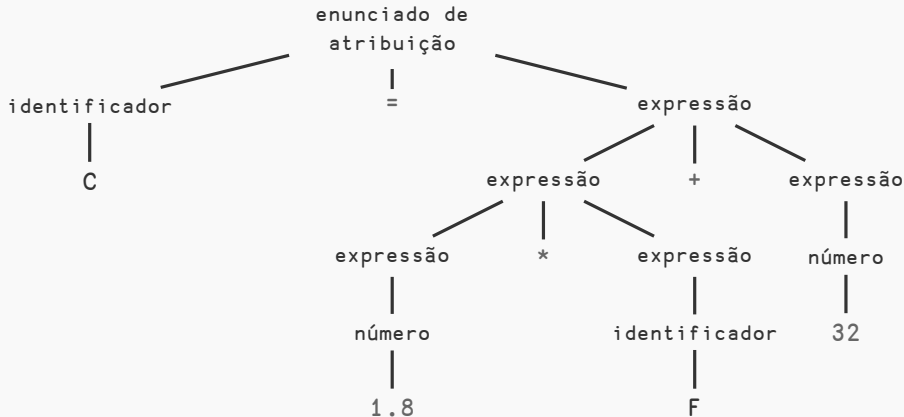 enunciado de
atribuição
identificador = expressão
C expressão + expressão
expressão * expressão número
número identificador 32
1.8 F